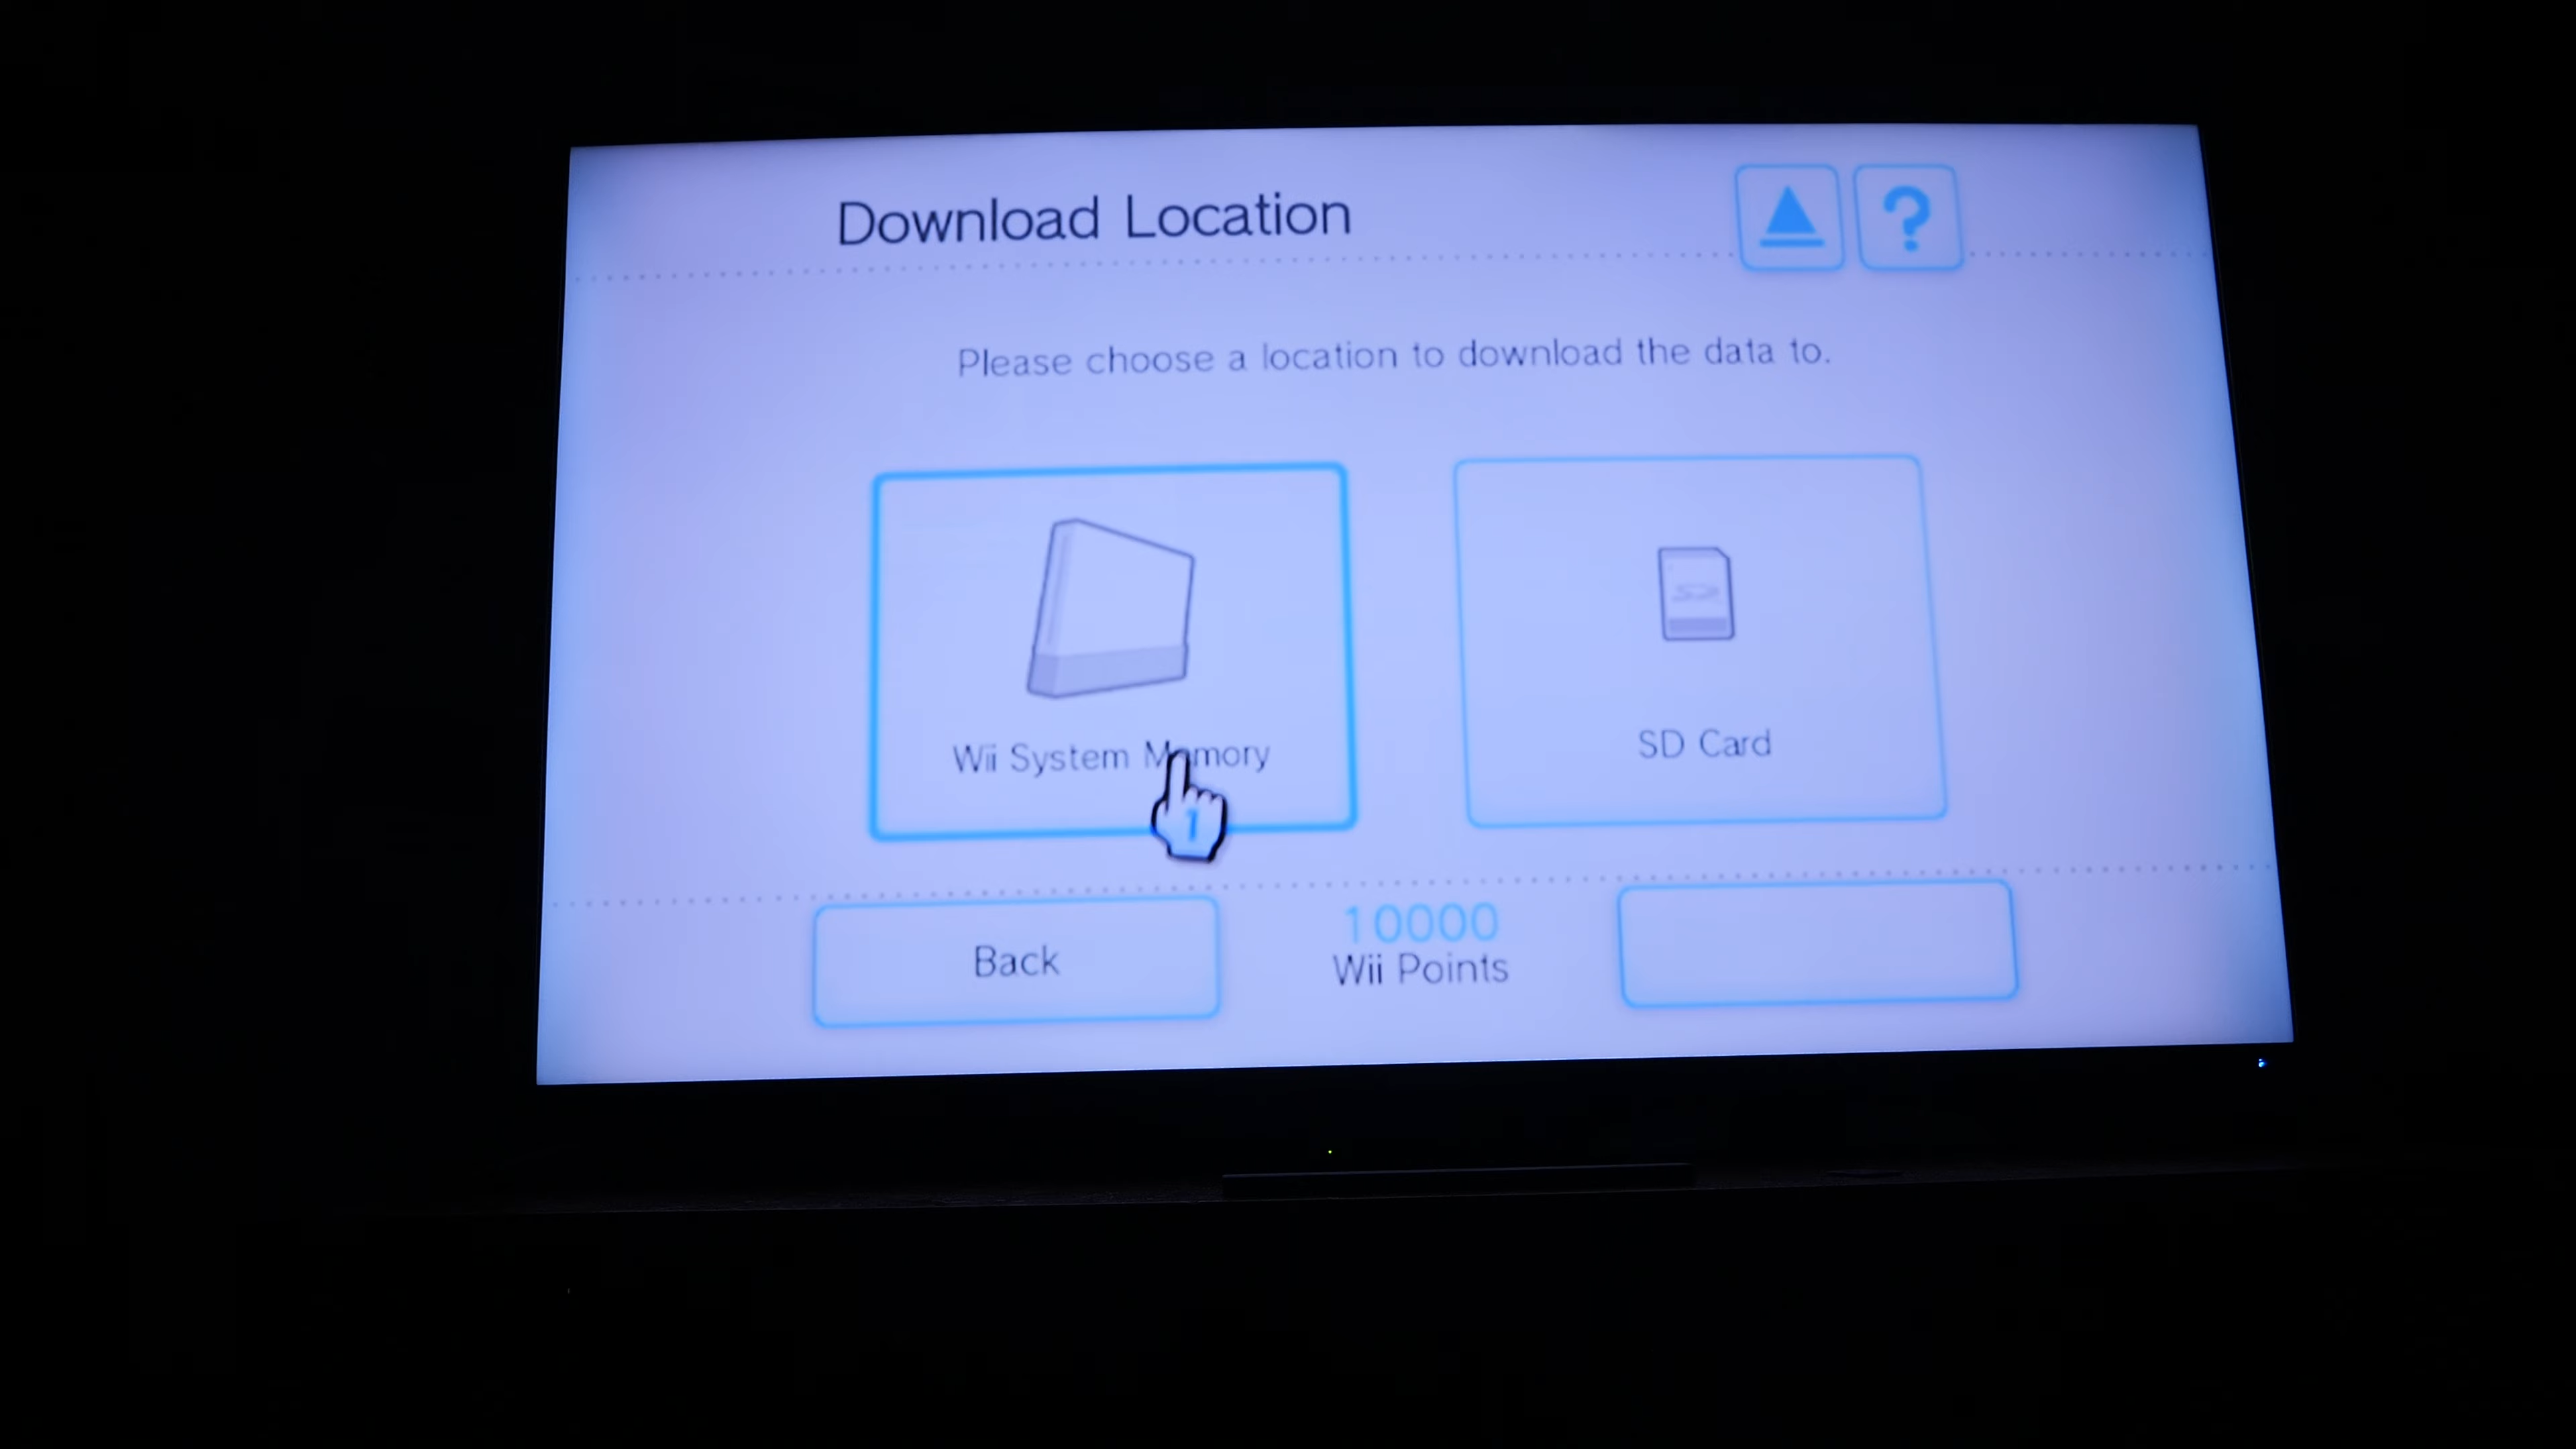 Download Location
?
Please choose a location to download the data to.
Wii System Memory
SD Card
1
Back
10000
Wii Points